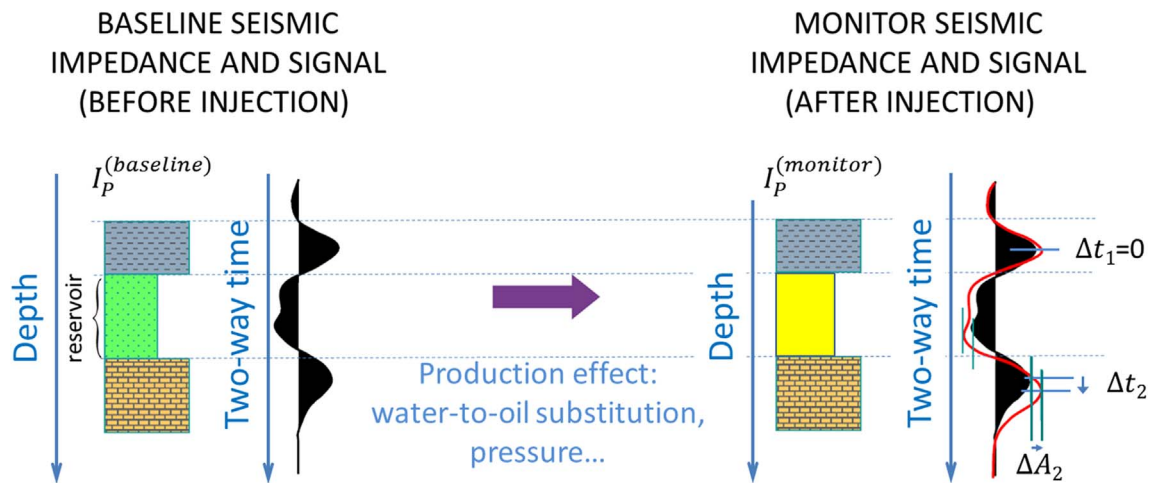 BASELINE SEISMIC
IMPEDANCE AND SIGNAL
(BEFORE INJECTION)
MONITOR SEISMIC
IMPEDANCE AND SIGNAL
(AFTER INJECTION)
Depth
reservoir
I_P^{(baseline)}
Two-way time
Production effect:
water-to-oil substitution,
pressure...
Depth
I_P^{(monitor)}
Two-way time
Δt₁=0
Δt₂
ΔA₂